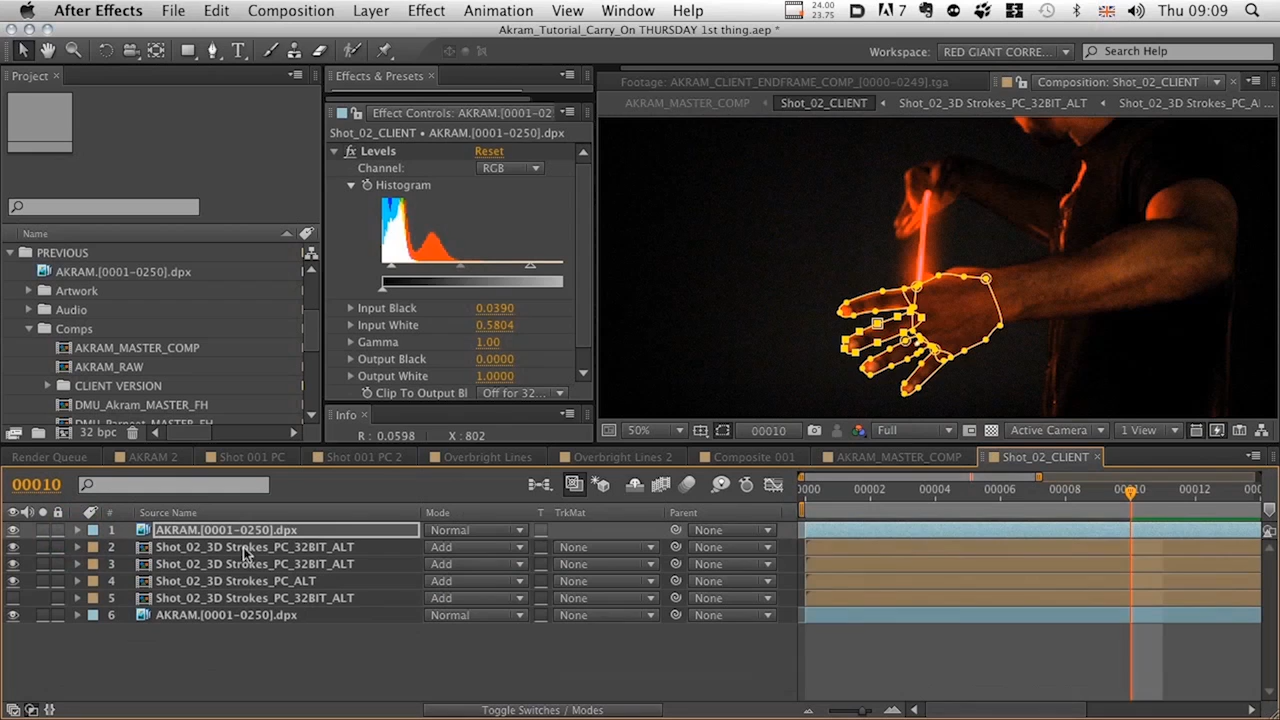 After Effects File Edit Composition Layer Effect Animation View Window Help 24.00 23.75 7 Thu 09:09
Akram_Tutorial_Carry_On THURSDAY 1st thing.aep *
Workspace: RED GIANT CORRE... Search Help
Project
Effects & Presets
Effect Controls: AKRAM.[0001-02
Shot_02_CLIENT • AKRAM.[0001-0250].dpx
fx Levels Reset
Channel: RGB
Histogram
Input Black 0.0390
Input White 0.5804
Gamma 1.00
Output Black 0.0000
Output White 1.0000
Clip To Output Bl Off for 32...
Info
R : 0.0598 X : 802
Name
PREVIOUS
AKRAM.[0001-0250].dpx
Artwork
Audio
Comps
AKRAM_MASTER_COMP
AKRAM_RAW
CLIENT VERSION
DMU_Akram_MASTER_FH
DMU_Parneet_MASTER_FH
32 bpc
Footage: AKRAM_CLIENT_ENDFRAME_COMP_[0000-0249].tga
Composition: Shot_02_CLIENT
AKRAM_MASTER_COMP Shot_02_CLIENT Shot_02_3D Strokes_PC_32BIT_ALT Shot_02_3D Strokes_PC_A...
50% 00010 Full Active Camera 1 View
Render Queue AKRAM 2 Shot 001 PC Shot 001 PC 2 Overbright Lines Overbright Lines 2 Composite 001 AKRAM_MASTER_COMP Shot_02_CLIENT
00010
0000 00002 00004 00006 00008 00010 00012
# Source Name Mode T TrkMat Parent
1 AKRAM.[0001-0250].dpx Normal None
2 Shot_02_3D Strokes_PC_32BIT_ALT Add None None
3 Shot_02_3D Strokes_PC_32BIT_ALT Add None None
4 Shot_02_3D Strokes_PC_ALT Add None None
5 Shot_02_3D Strokes_PC_32BIT_ALT Add None None
6 AKRAM.[0001-0250].dpx Normal None None
Toggle Switches / Modes